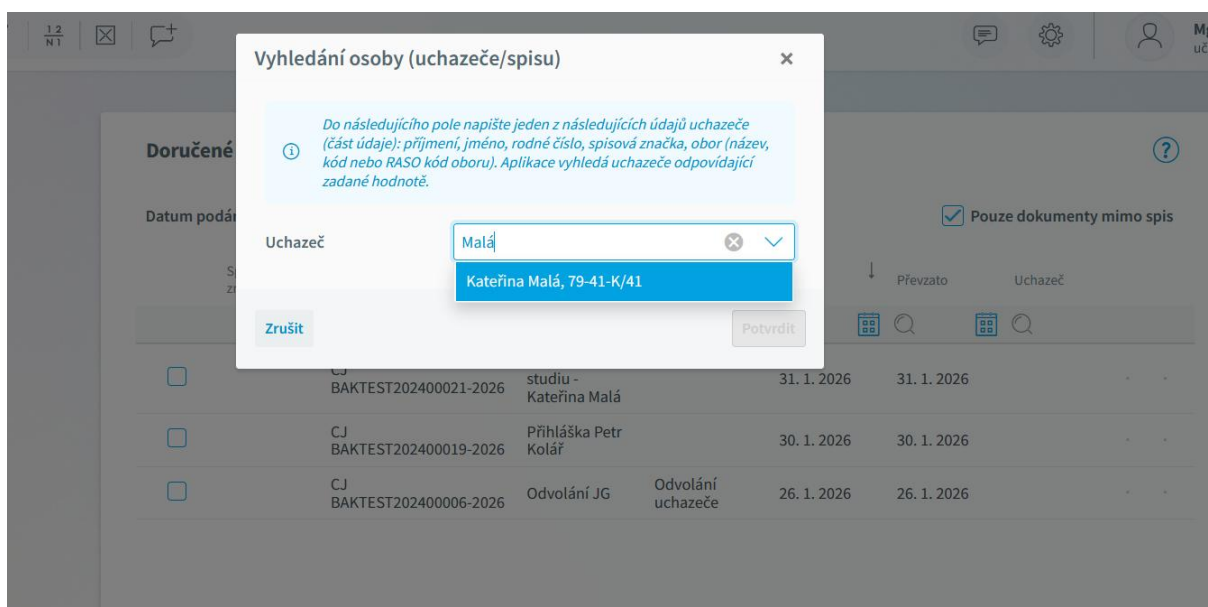 1 2
N 1
Mg
uč
Vyhledání osoby (uchazeče/spisu)
Do následujícího pole napište jeden z následujících údajů uchazeče
(část údaje): příjmení, jméno, rodné číslo, spisová značka, obor (název,
kód nebo RASO kód oboru). Aplikace vyhledá uchazeče odpovídající
zadané hodnotě.
Doručené
Datum podán
Pouze dokumenty mimo spis
Uchazeč
Malá
Kateřina Malá, 79-41-K/41
Převzato
Uchazeč
Zrušit
Potvrdit
CJ
BAKTEST202400021-2026
studiu -
Kateřina Malá
31. 1. 2026
31. 1. 2026
CJ
BAKTEST202400019-2026
Přihláška Petr
Kolář
30. 1. 2026
30. 1. 2026
CJ
BAKTEST202400006-2026
Odvolání JG
Odvolání
uchazeče
26. 1. 2026
26. 1. 2026